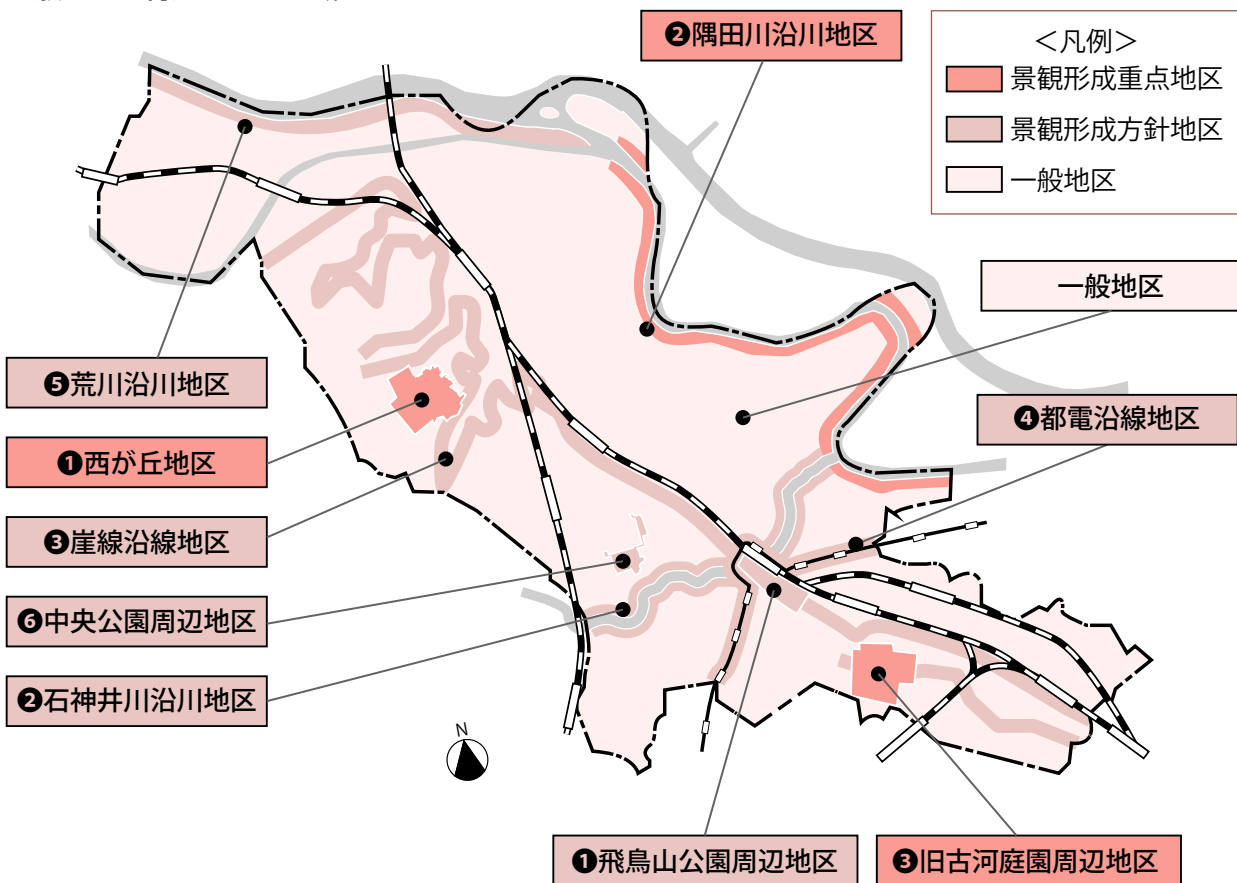 ❷隅田川沿川地区
＜凡例＞
景観形成重点地区
景観形成方針地区
一般地区
一般地区
❺荒川沿川地区
❹都電沿線地区
❶西が丘地区
❸崖線沿線地区
❻中央公園周辺地区
❷石神井川沿川地区
N
❶飛鳥山公園周辺地区
❸旧古河庭園周辺地区